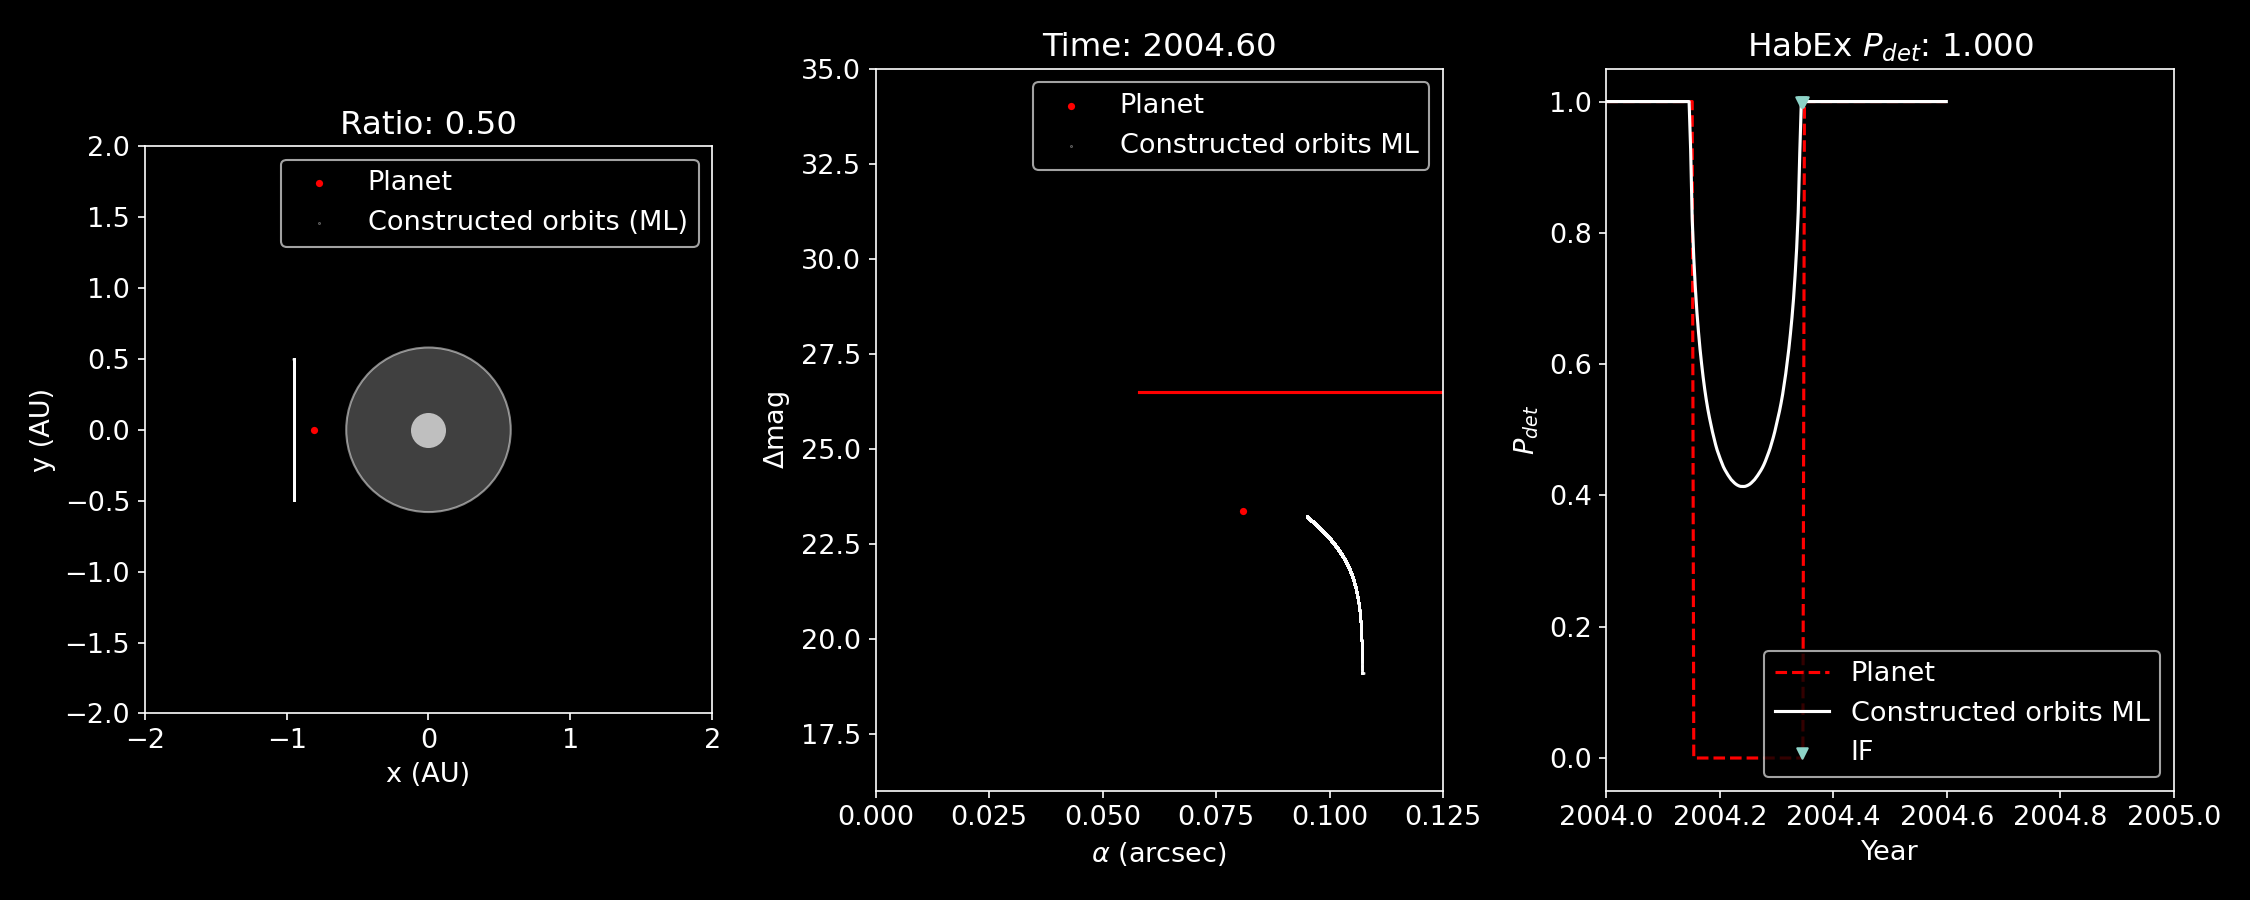 Ratio: 0.50
Planet
Constructed orbits (ML)
2.0
1.5
1.0
0.5
0.0
−0.5
−1.0
−1.5
−2.0
y (AU)
−2 −1 0 1 2
x (AU)
Time: 2004.60
Planet
Constructed orbits ML
35.0
32.5
30.0
27.5
25.0
22.5
20.0
17.5
Δmag
0.000 0.025 0.050 0.075 0.100 0.125
α (arcsec)
HabEx P_det: 1.000
1.0
0.8
0.6
0.4
0.2
0.0
P_det
Planet
Constructed orbits ML
IF
2004.0 2004.2 2004.4 2004.6 2004.8 2005.0
Year